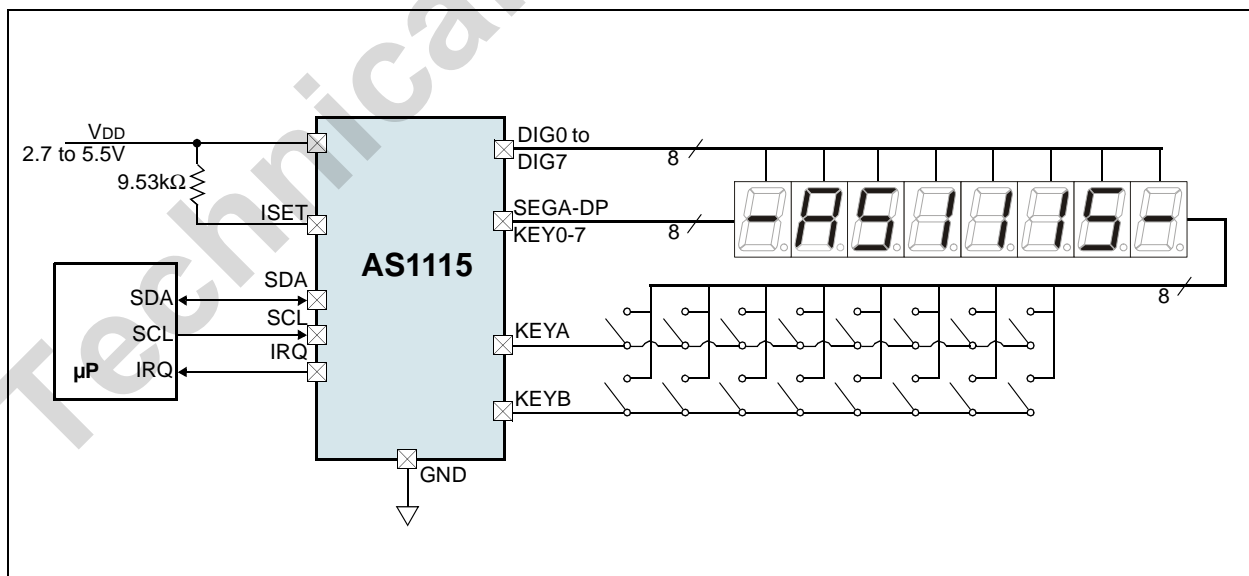 Technical
VDD
2.7 to 5.5V
9.53kΩ
ISET
AS1115
DIG0 to
DIG7
8
SEGA-DP
KEY0-7
8
-AS1115-
8
SDA
SCL
IRQ
µP
SDA
SCL
IRQ
KEYA
KEYB
GND